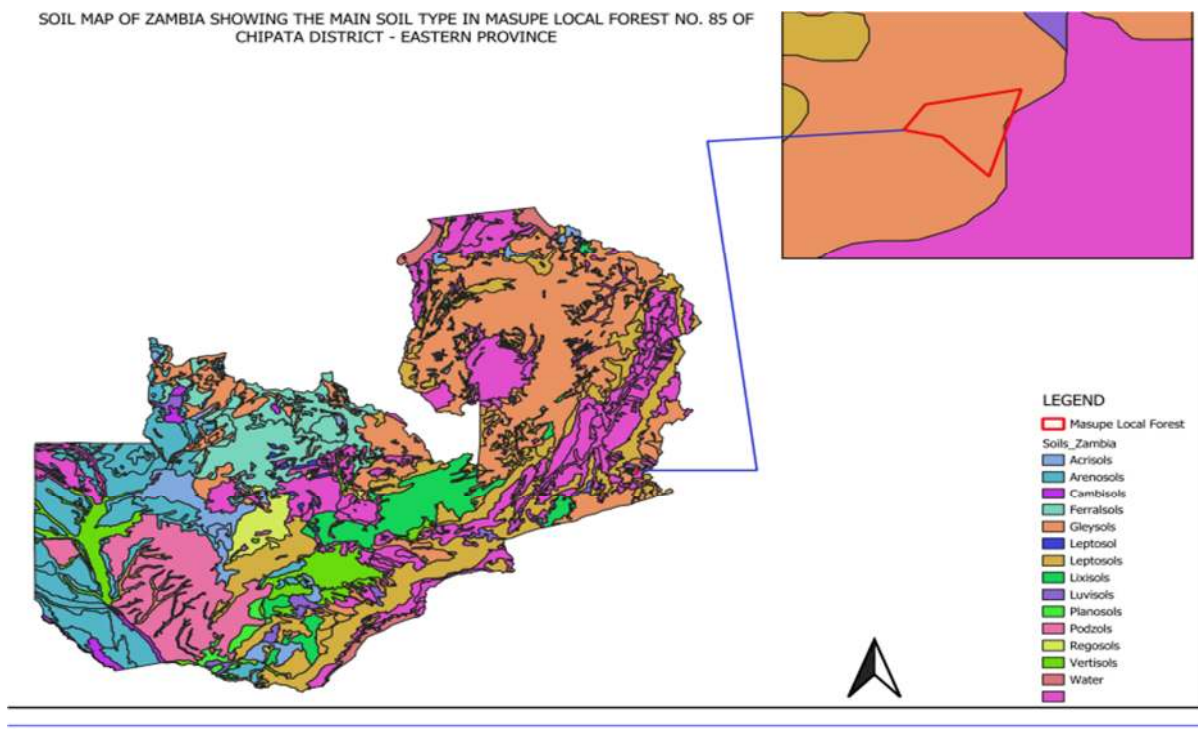 SOIL MAP OF ZAMBIA SHOWING THE MAIN SOIL TYPE IN MASUPE LOCAL FOREST NO. 85 OF
CHIPATA DISTRICT - EASTERN PROVINCE
LEGEND
Masupe Local Forest
Soils_Zambia
Acrisols
Arenosols
Cambisols
Ferralsols
Gleysols
Leptosol
Leptosols
Lixisols
Luvisols
Planosols
Podzols
Regosols
Vertisols
Water